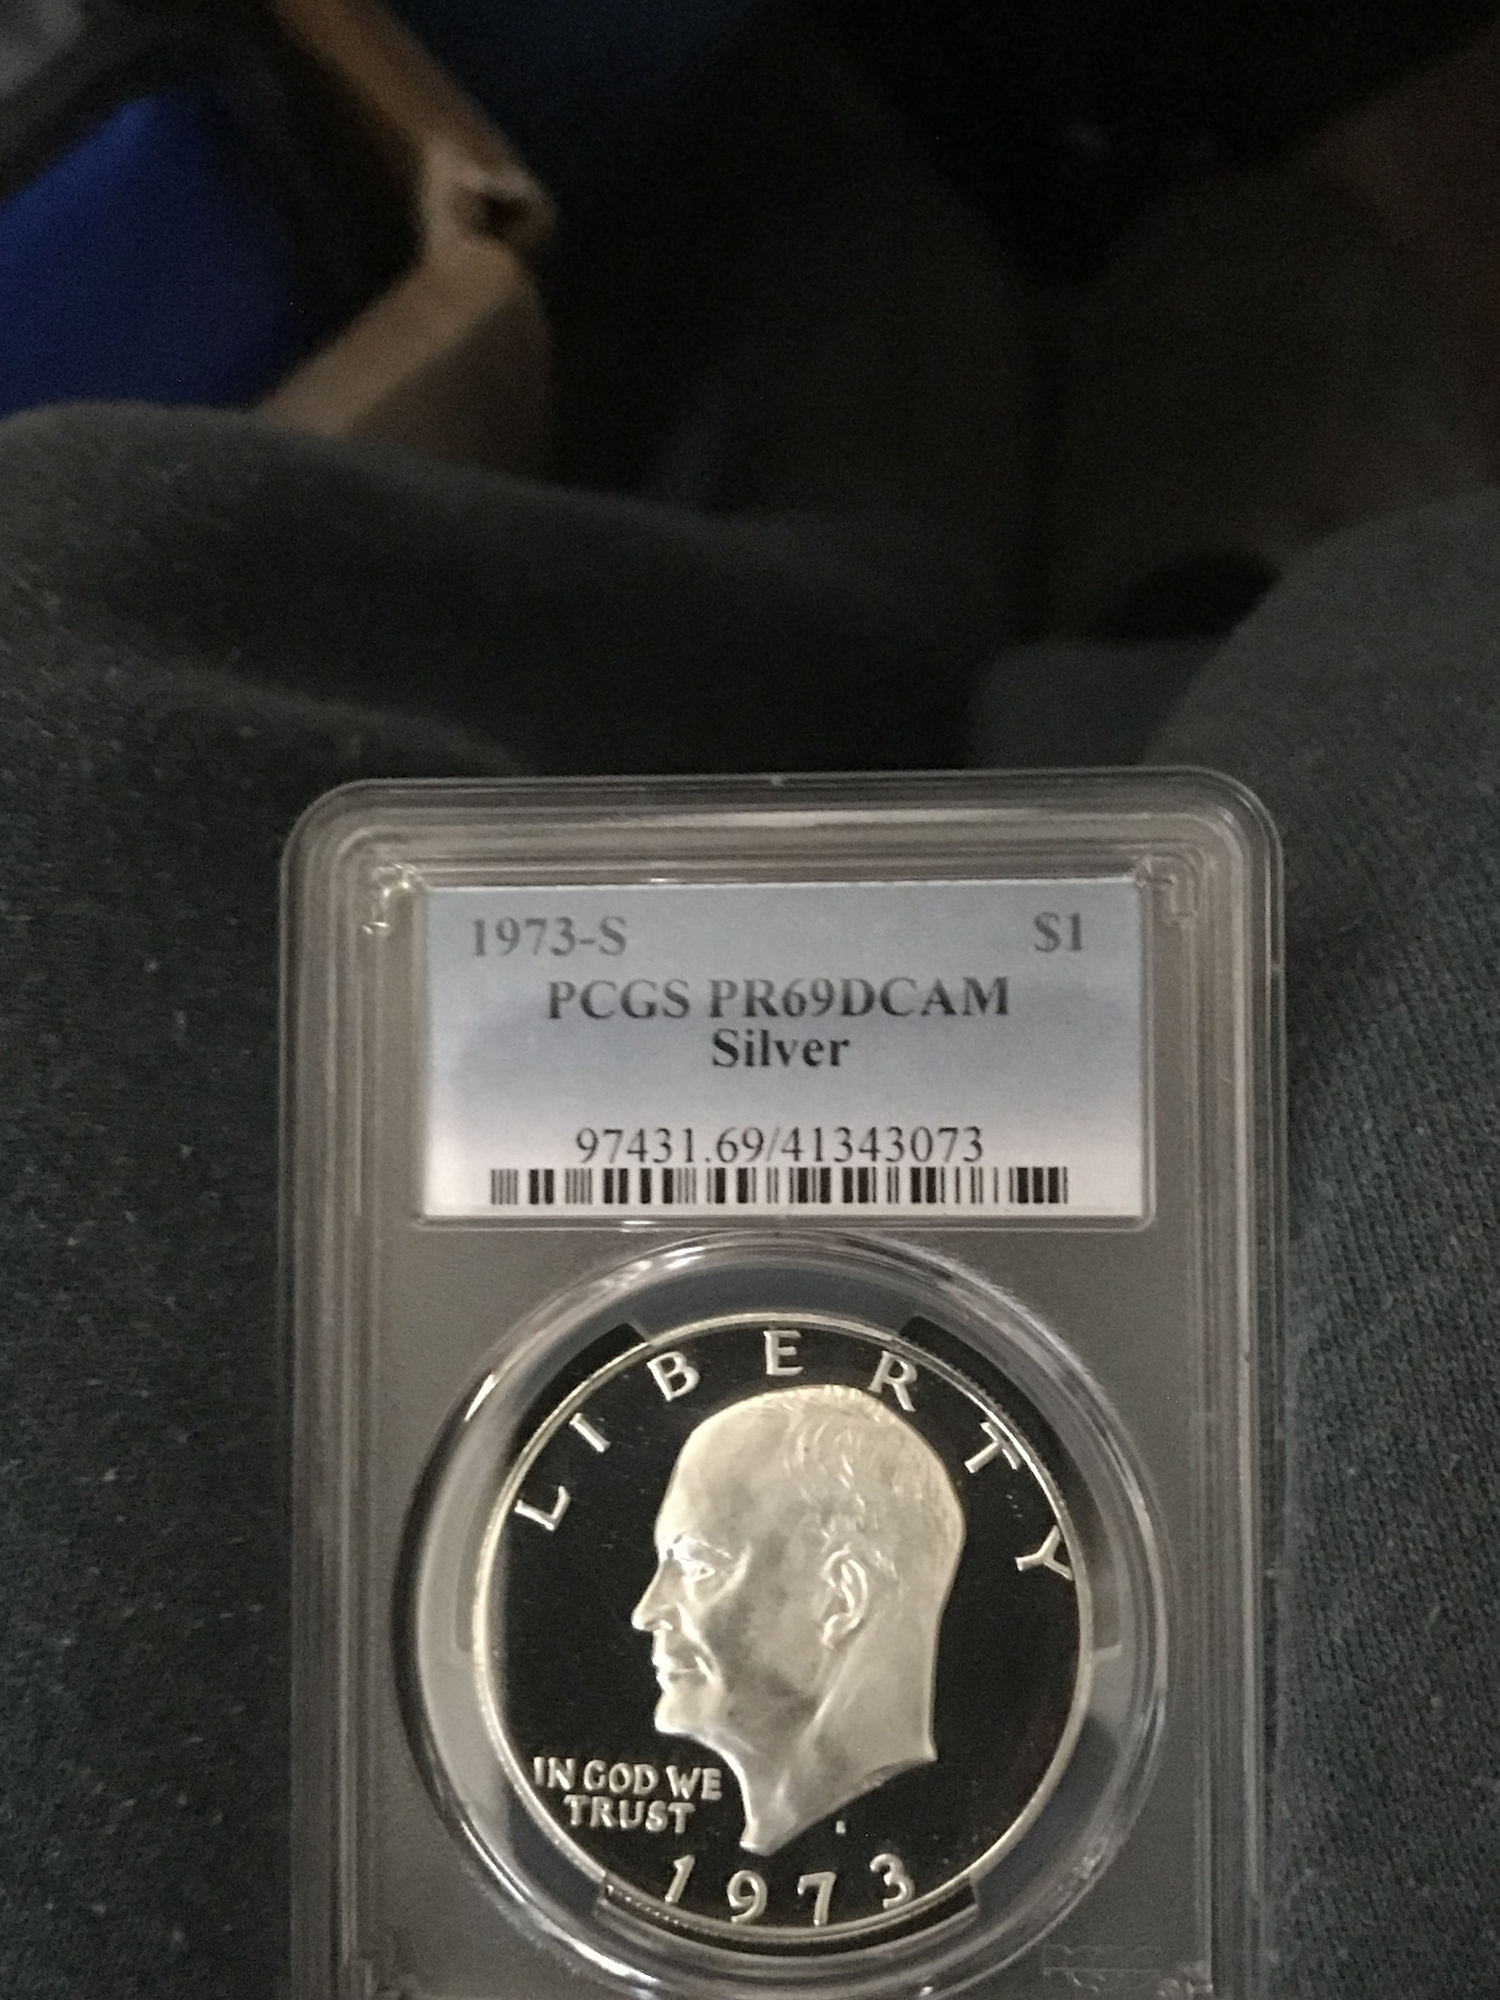 1973-S $1
PCGS PR69DCAM
Silver
97431.69/41343073
LIBERTY
IN GOD WE
TRUST
1973